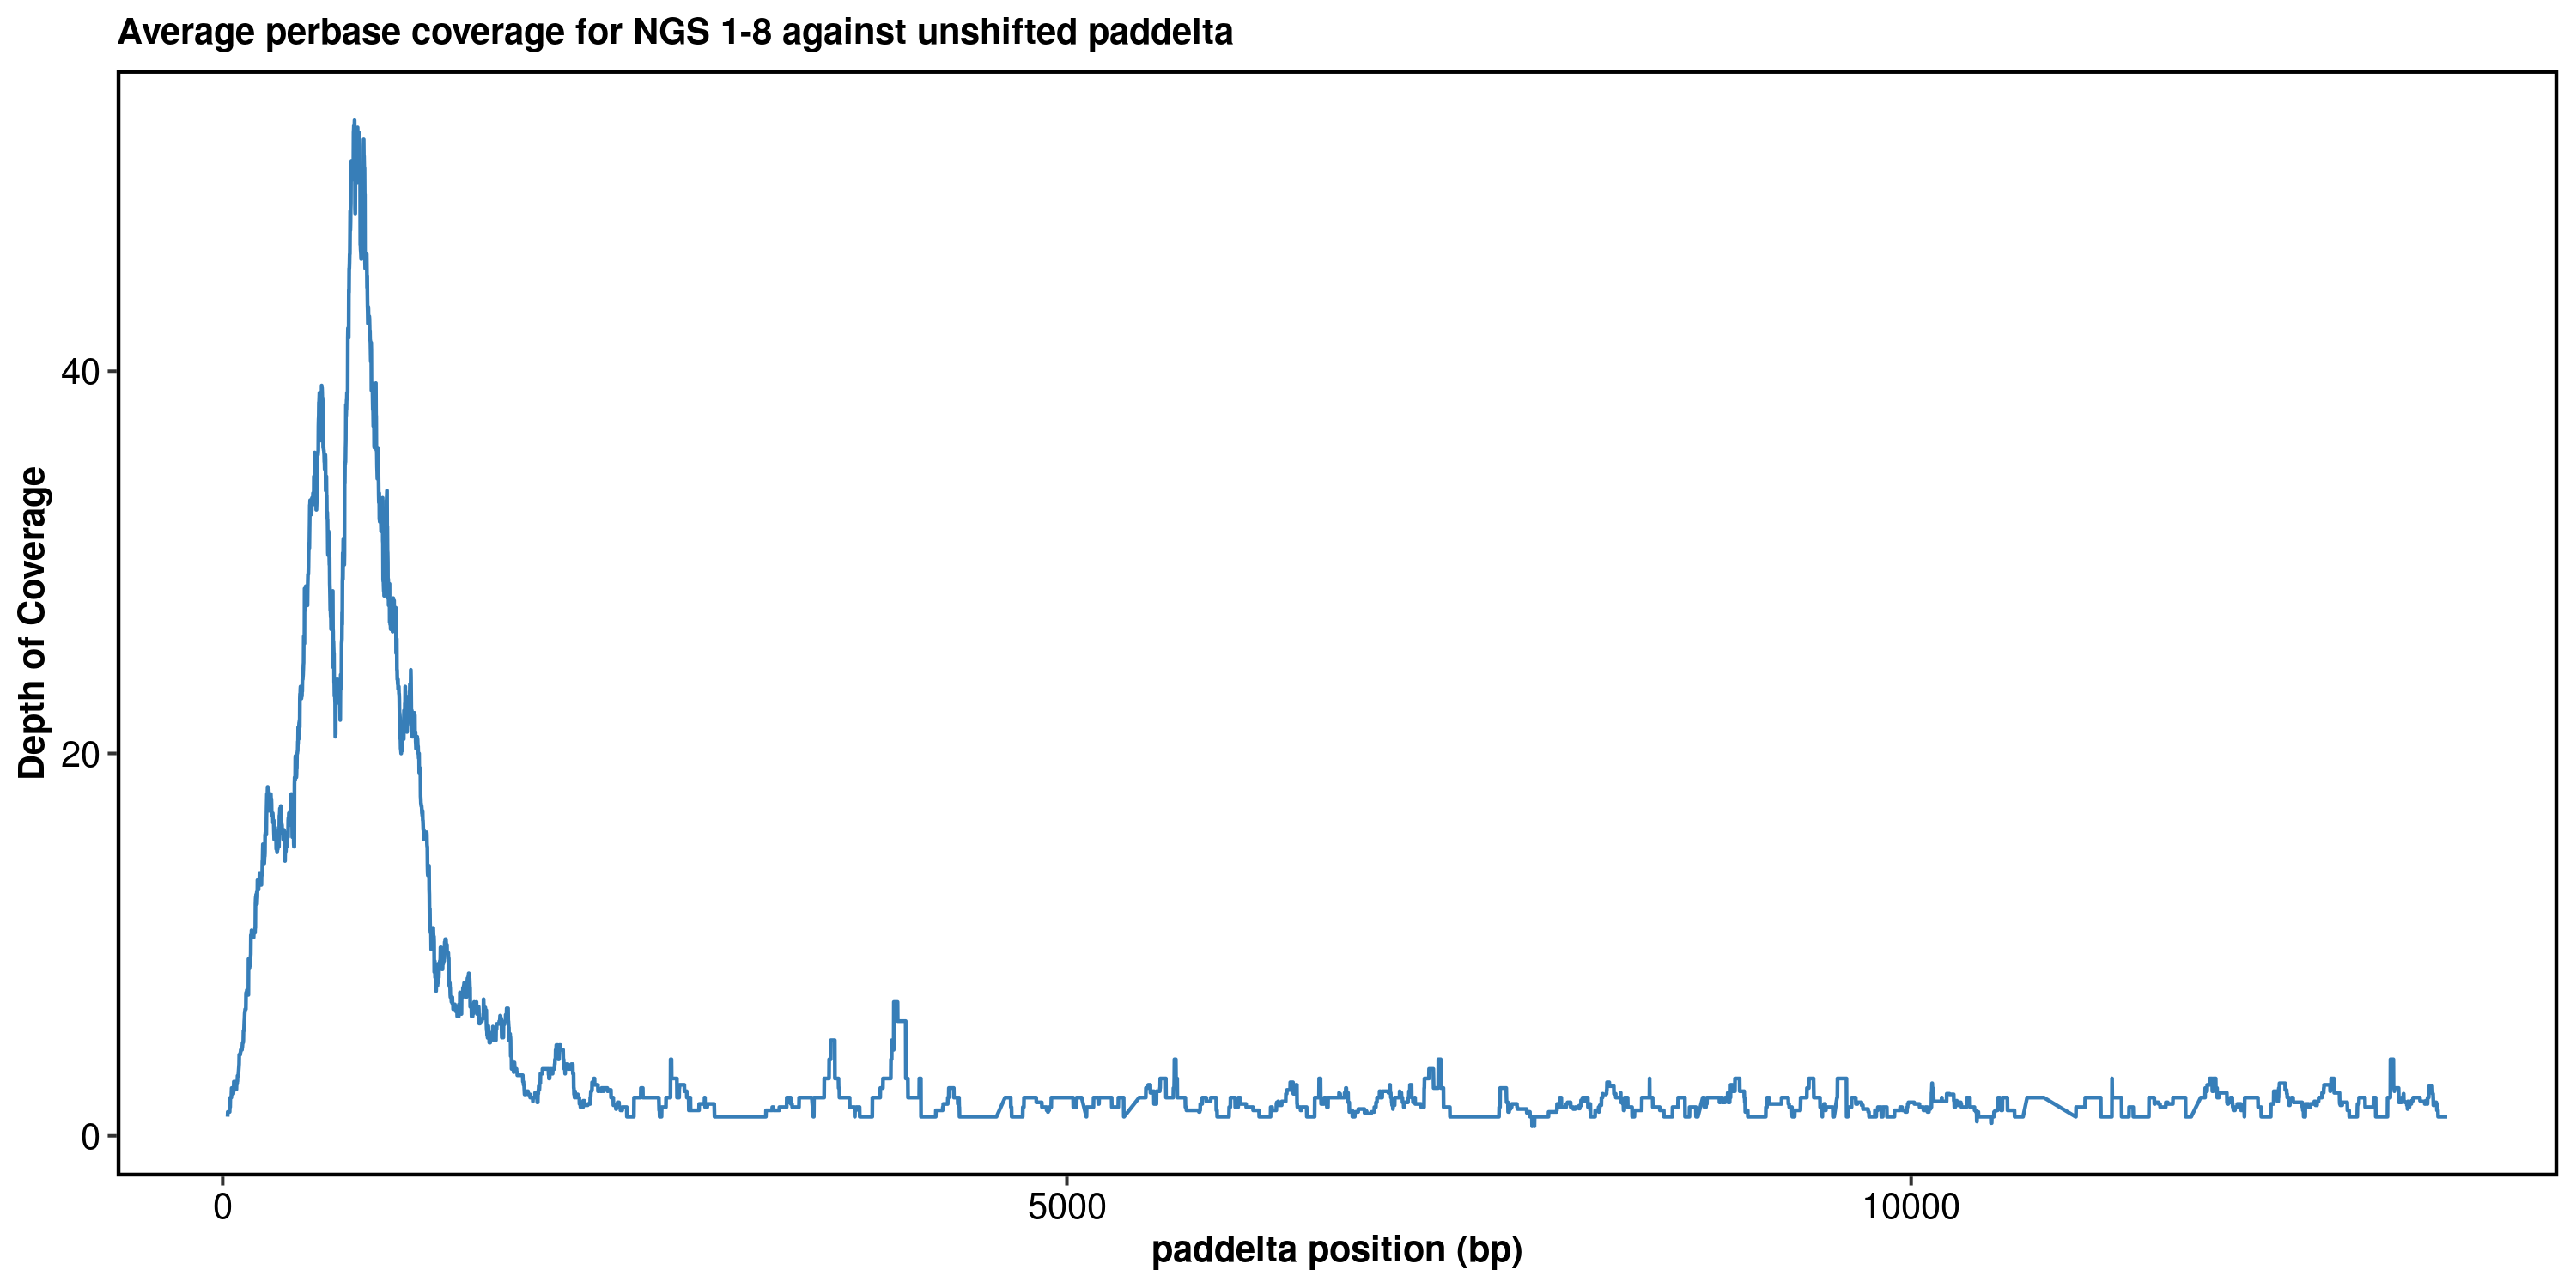 Average perbase coverage for NGS 1-8 against unshifted paddelta
Depth of Coverage
40
20
0
0
5000
10000
paddelta position (bp)